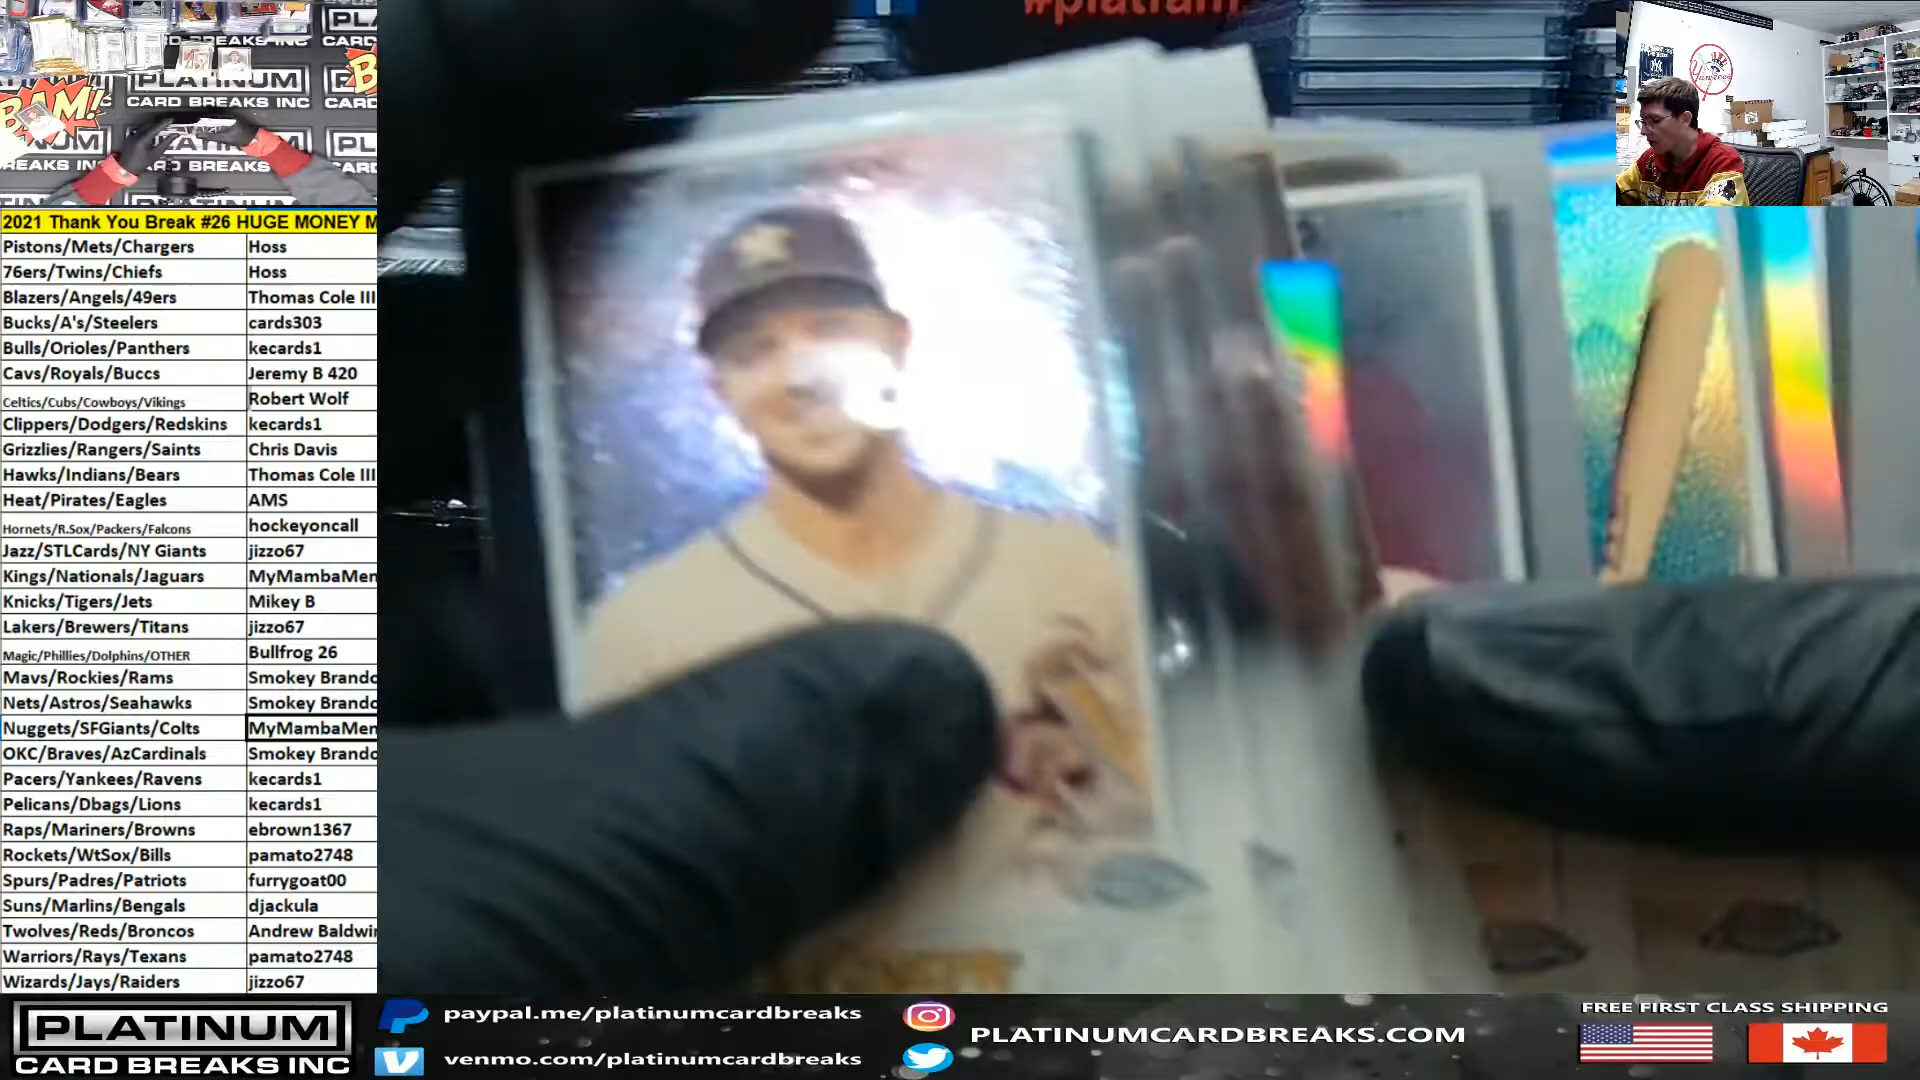 #platfam
PLATINUM
CARD BREAKS INC
BAM!
Yankees
2021 Thank You Break #26 HUGE MONEY M
Pistons/Mets/Chargers Hoss
76ers/Twins/Chiefs Hoss
Blazers/Angels/49ers Thomas Cole III
Bucks/A's/Steelers cards303
Bulls/Orioles/Panthers kecards1
Cavs/Royals/Buccs Jeremy B 420
Celtics/Cubs/Cowboys/Vikings Robert Wolf
Clippers/Dodgers/Redskins kecards1
Grizzlies/Rangers/Saints Chris Davis
Hawks/Indians/Bears Thomas Cole III
Heat/Pirates/Eagles AMS
Hornets/R.Sox/Packers/Falcons hockeyoncall
Jazz/STLCards/NY Giants jizzo67
Kings/Nationals/Jaguars MyMambaMen
Knicks/Tigers/Jets Mikey B
Lakers/Brewers/Titans jizzo67
Magic/Phillies/Dolphins/OTHER Bullfrog 26
Mavs/Rockies/Rams Smokey Brando
Nets/Astros/Seahawks Smokey Brando
Nuggets/SFGiants/Colts MyMambaMen
OKC/Braves/AzCardinals Smokey Brando
Pacers/Yankees/Ravens kecards1
Pelicans/Dbags/Lions kecards1
Raps/Mariners/Browns ebrown1367
Rockets/WtSox/Bills pamato2748
Spurs/Padres/Patriots furrygoat00
Suns/Marlins/Bengals djackula
Twolves/Reds/Broncos Andrew Baldwin
Warriors/Rays/Texans pamato2748
Wizards/Jays/Raiders jizzo67
PLATINUM
CARD BREAKS INC
paypal.me/platinumcardbreaks
venmo.com/platinumcardbreaks
PLATINUMCARDBREAKS.COM
FREE FIRST CLASS SHIPPING